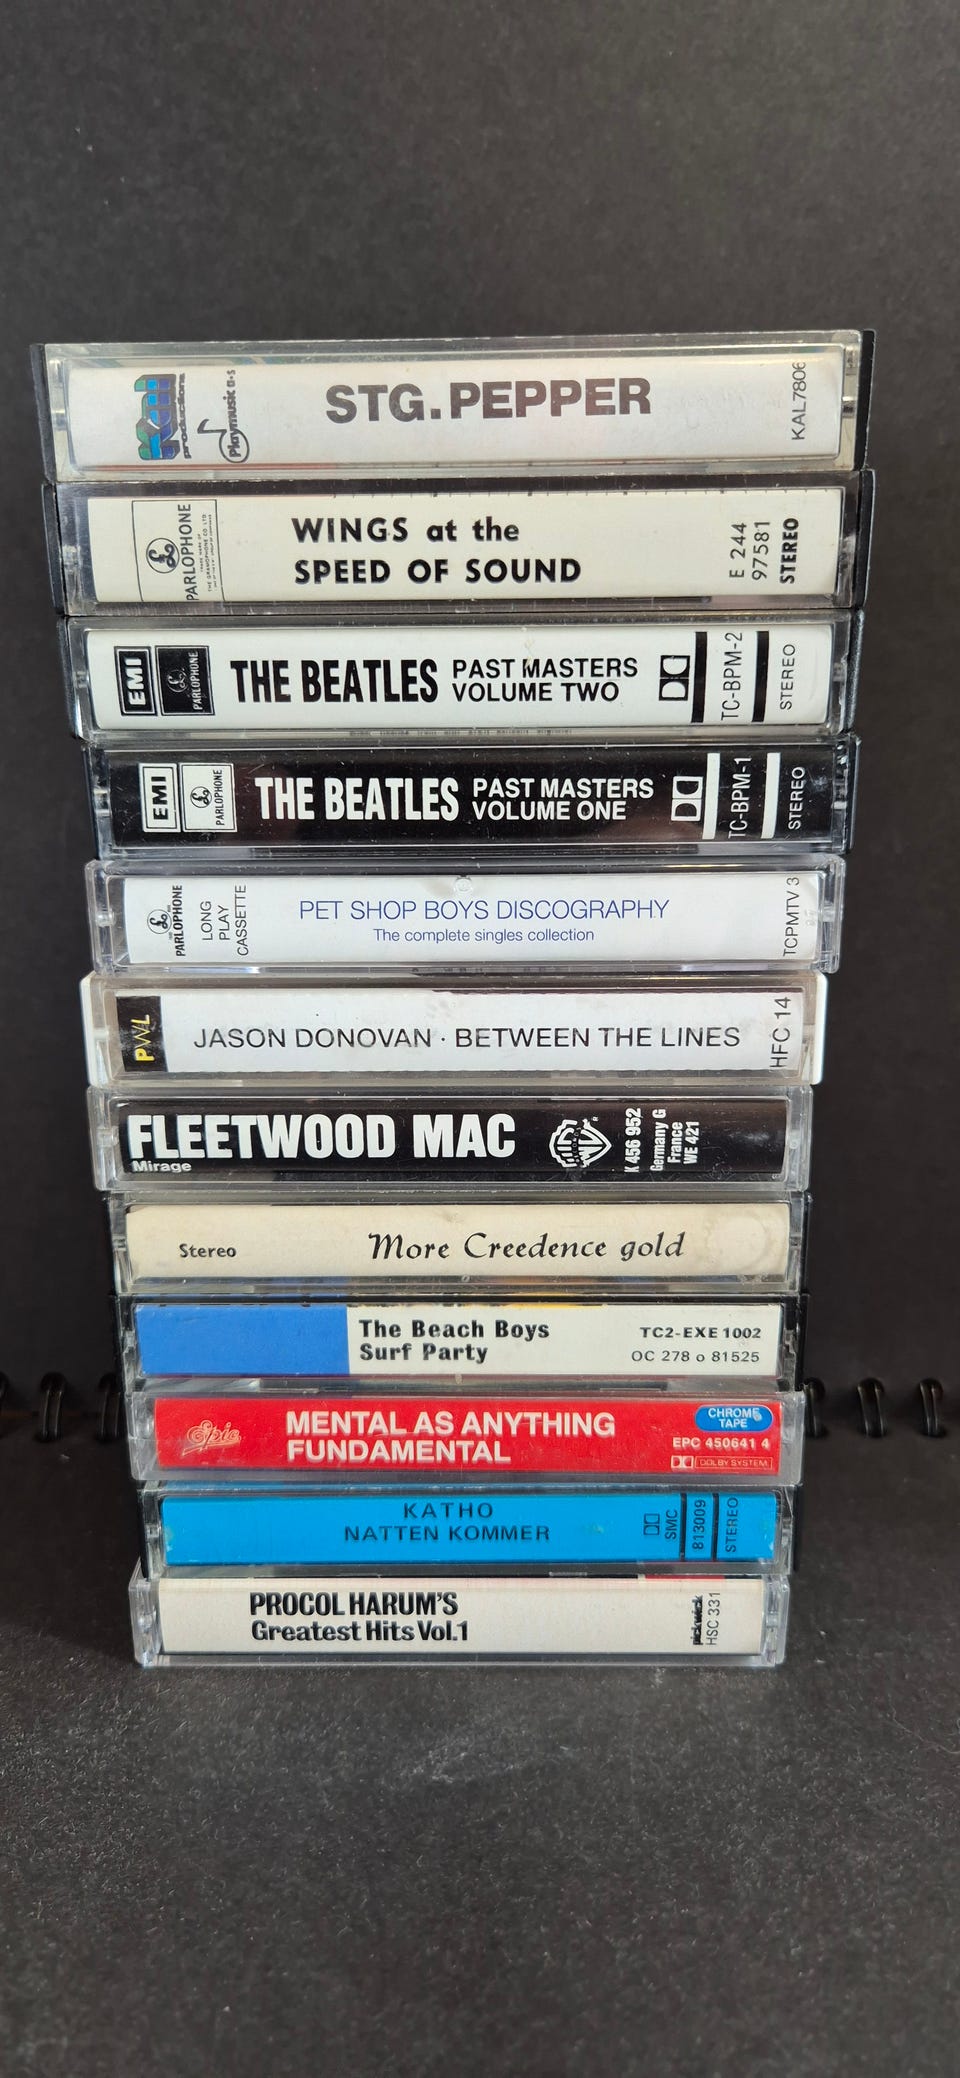 Kal
productions
Playmusic a·s
STG. PEPPER
KAL7806
PARLOPHONE
WINGS at the
SPEED OF SOUND
E 244
97581
STEREO
EMI
PARLOPHONE
THE BEATLES
PAST MASTERS
VOLUME TWO
TC-BPM-2
STEREO
EMI
PARLOPHONE
THE BEATLES
PAST MASTERS
VOLUME ONE
TC-BPM-1
STEREO
PARLOPHONE
LONG
PLAY
CASSETTE
PET SHOP BOYS DISCOGRAPHY
The complete singles collection
TCPMTV 3
PWL
JASON DONOVAN · BETWEEN THE LINES
HFC 14
FLEETWOOD MAC
Mirage
K 456 952
Germany G
France
WE 421
Stereo
More Creedence gold
The Beach Boys
Surf Party
TC2-EXE 1002
OC 278 o 81525
Epic
MENTAL AS ANYTHING
FUNDAMENTAL
CHROME
TAPE
EPC 450641 4
DOLBY SYSTEM
KATHO
NATTEN KOMMER
SMC
813009
STEREO
PROCOL HARUM'S
Greatest Hits Vol.1
pickwick
HSC 331